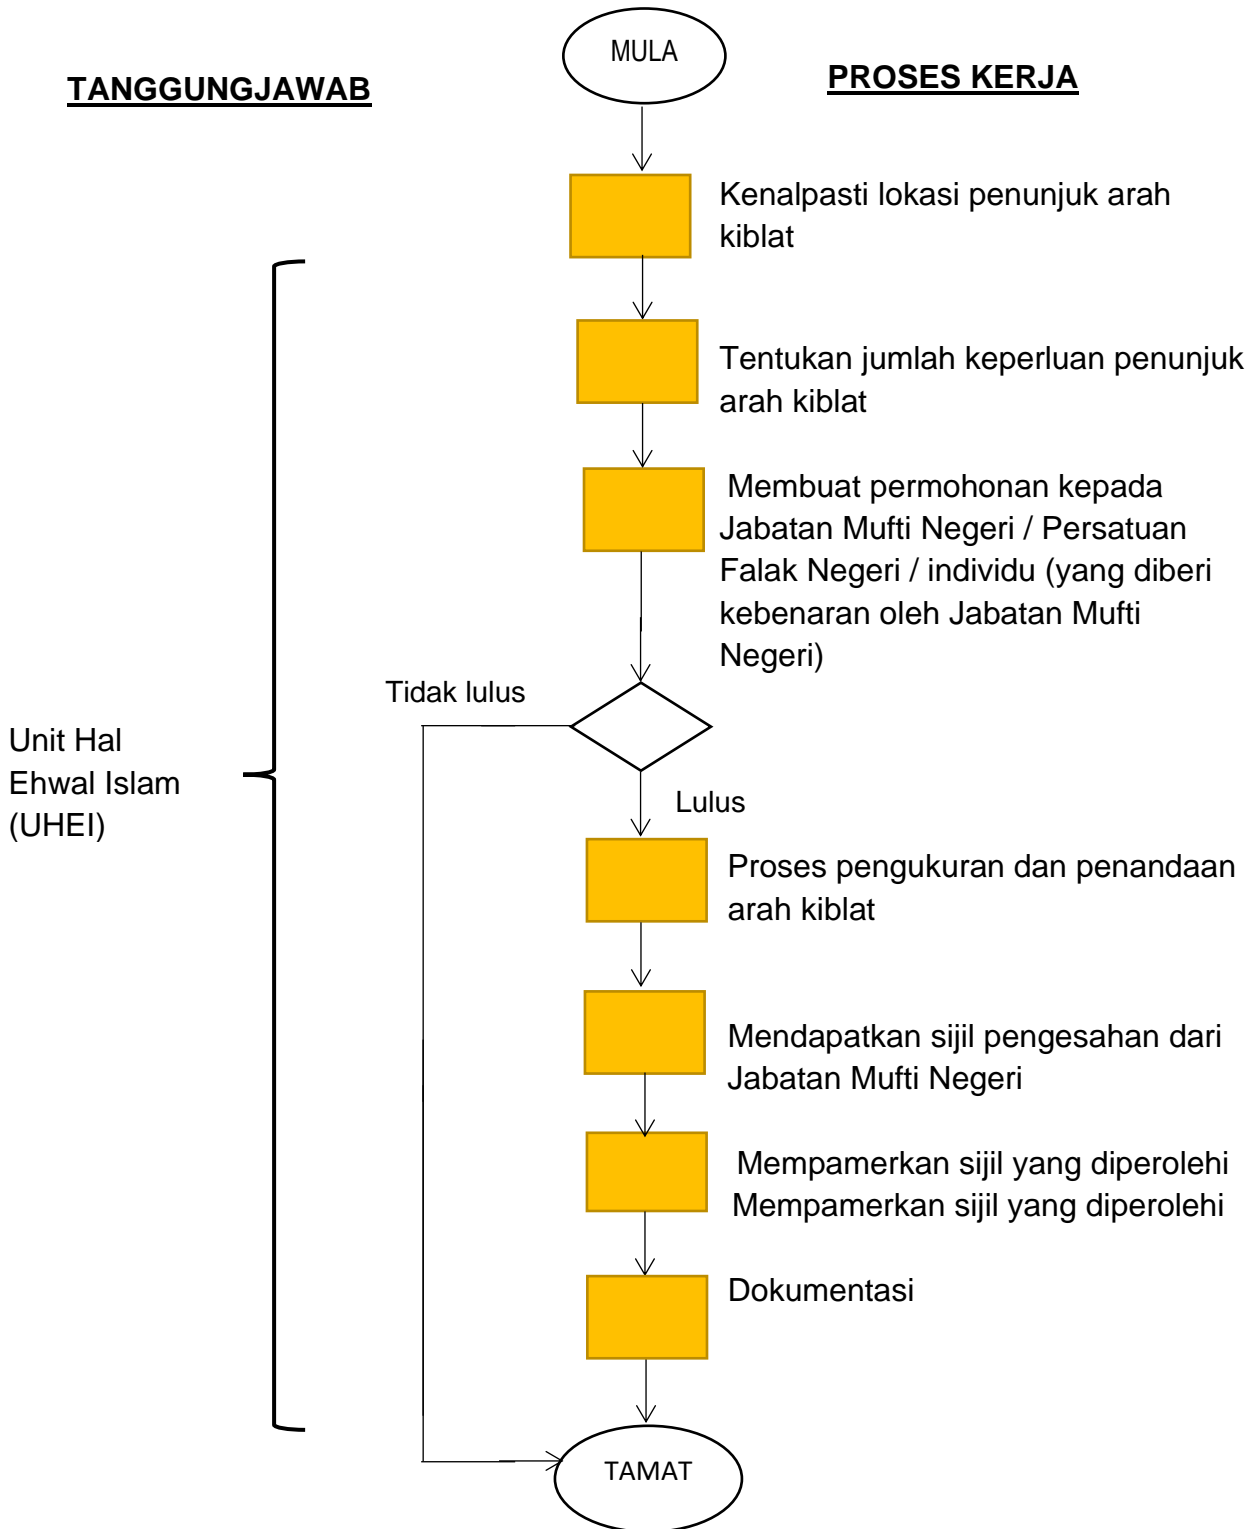 MULA
TANGGUNGJAWAB
PROSES KERJA
Kenalpasti lokasi penunjuk arah
kiblat
Tentukan jumlah keperluan penunjuk
arah kiblat
Membuat permohonan kepada
Jabatan Mufti Negeri / Persatuan
Falak Negeri / individu (yang diberi
kebenaran oleh Jabatan Mufti
Negeri)
Tidak lulus
Unit Hal
Ehwal Islam
(UHEI)
Lulus
Proses pengukuran dan penandaan
arah kiblat
Mendapatkan sijil pengesahan dari
Jabatan Mufti Negeri
Mempamerkan sijil yang diperolehi
Mempamerkan sijil yang diperolehi
Dokumentasi
TAMAT